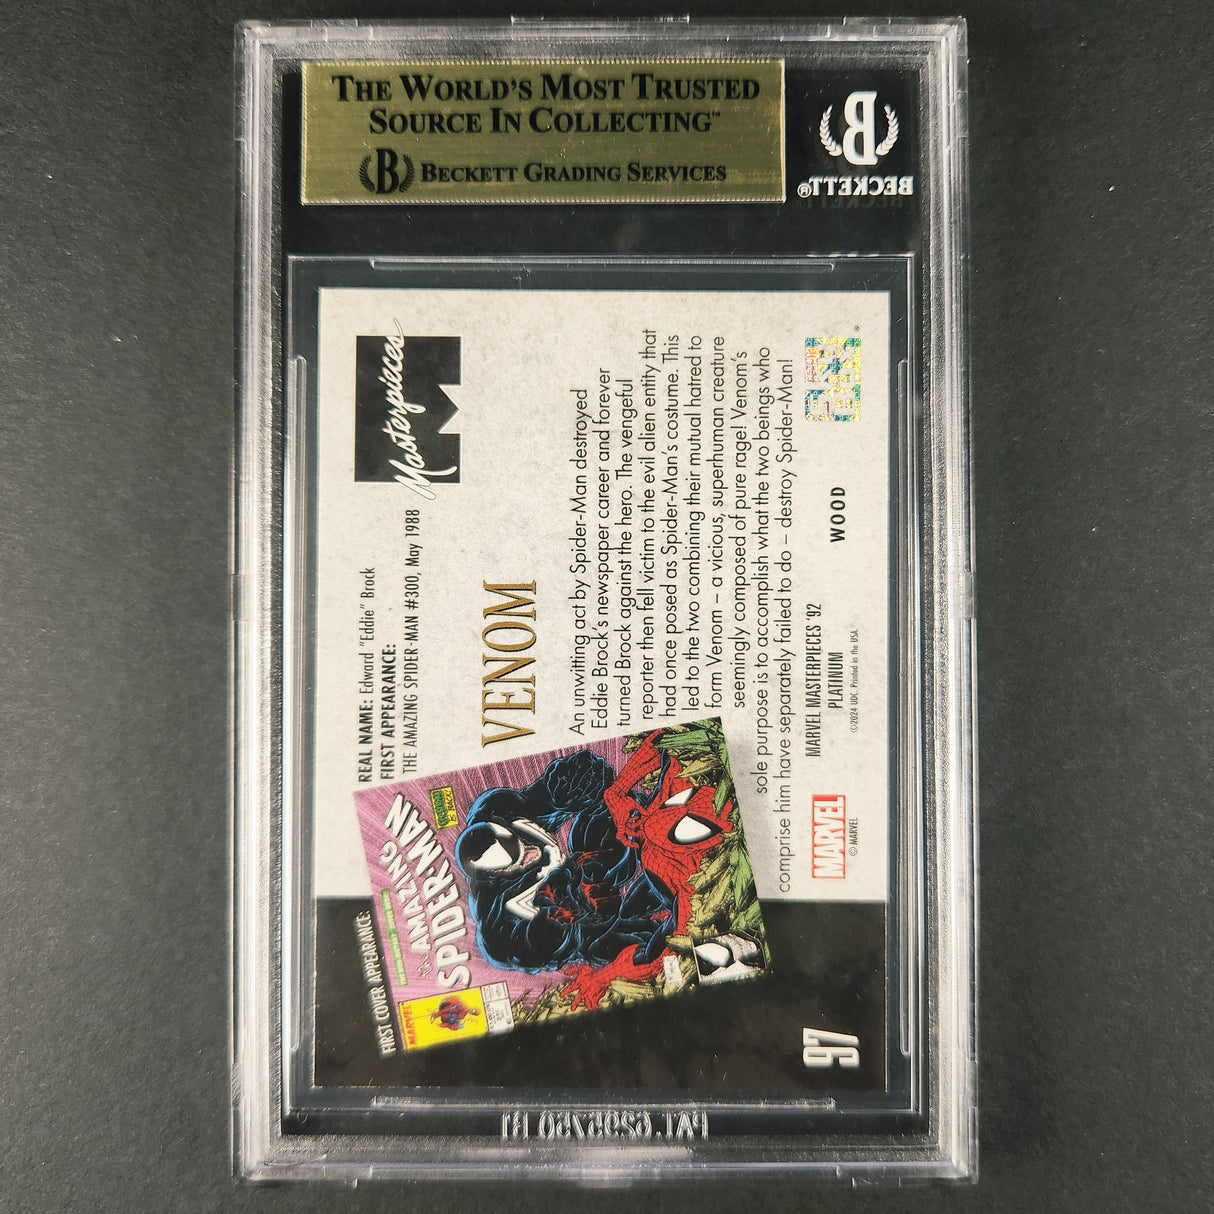 THE WORLD'S MOST TRUSTED
SOURCE IN COLLECTING™
B BECKETT GRADING SERVICES
B
BECKETT®
REAL NAME: Edward "Eddie" Brock
FIRST APPEARANCE:
THE AMAZING SPIDER-MAN #300, May 1988
Masterpieces
VENOM
An unwitting act by Spider-Man destroyed
Eddie Brock's newspaper career and forever
turned Brock against the hero. The vengeful
reporter then fell victim to the evil alien entity that
had once posed as Spider-Man's costume. This
led to the two combining their mutual hatred to
form Venom – a vicious, superhuman creature
seemingly composed of pure rage! Venom's
sole purpose is to accomplish what the two beings who
comprise him have separately failed to do – destroy Spider-Man!
FIRST COVER APPEARANCE:
MARVEL
The AMAZING
SPIDER-MAN
MARVEL
© MARVEL
MARVEL MASTERPIECES '92
PLATINUM
©2024 UDC. Printed in the USA
WOOD
®
97